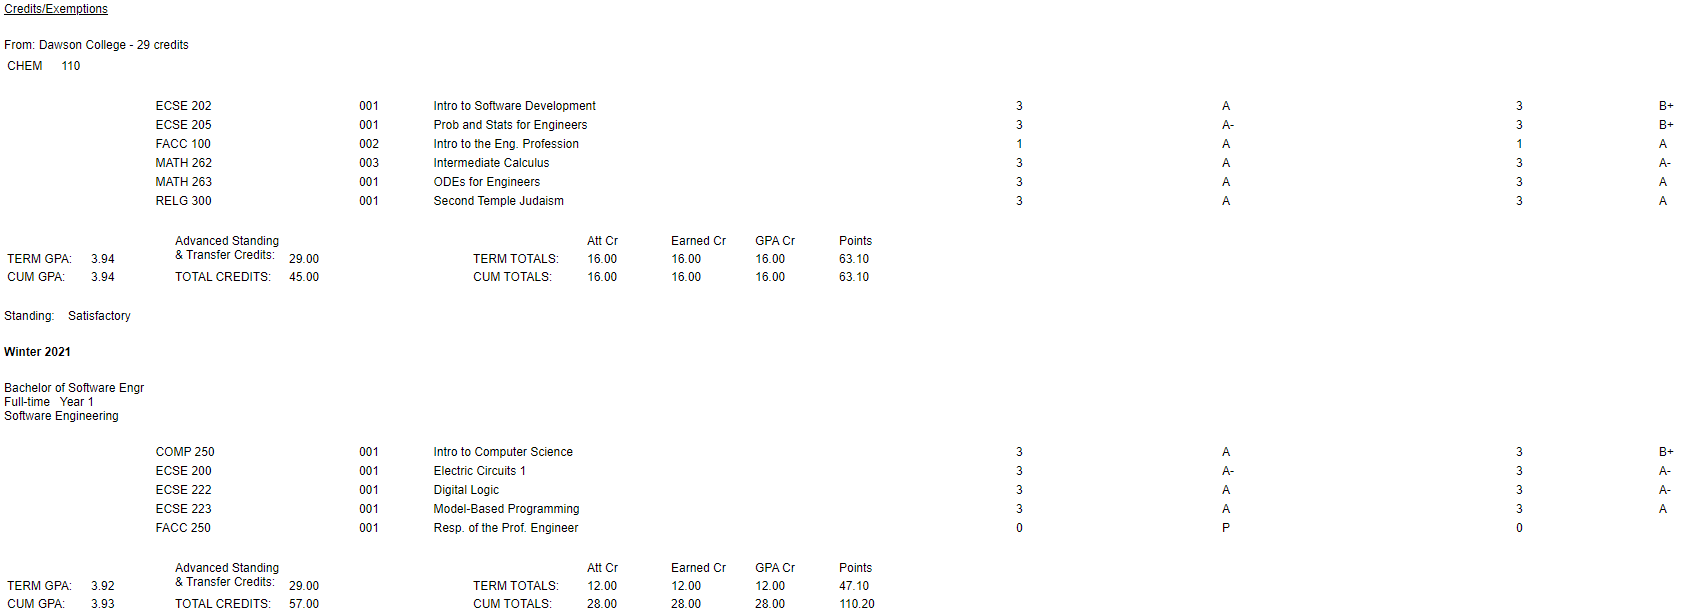 Credits/Exemptions
From: Dawson College - 29 credits
CHEM 110
ECSE 202 001 Intro to Software Development 3 A 3 B+
ECSE 205 001 Prob and Stats for Engineers 3 A- 3 B+
FACC 100 002 Intro to the Eng. Profession 1 A 1 A
MATH 262 003 Intermediate Calculus 3 A 3 A-
MATH 263 001 ODEs for Engineers 3 A 3 A
RELG 300 001 Second Temple Judaism 3 A 3 A
Advanced Standing Att Cr Earned Cr GPA Cr Points
TERM GPA: 3.94 & Transfer Credits: 29.00 TERM TOTALS: 16.00 16.00 16.00 63.10
CUM GPA: 3.94 TOTAL CREDITS: 45.00 CUM TOTALS: 16.00 16.00 16.00 63.10
Standing: Satisfactory
Winter 2021
Bachelor of Software Engr
Full-time Year 1
Software Engineering
COMP 250 001 Intro to Computer Science 3 A 3 B+
ECSE 200 001 Electric Circuits 1 3 A- 3 A-
ECSE 222 001 Digital Logic 3 A 3 A-
ECSE 223 001 Model-Based Programming 3 A 3 A
FACC 250 001 Resp. of the Prof. Engineer 0 P 0
Advanced Standing Att Cr Earned Cr GPA Cr Points
TERM GPA: 3.92 & Transfer Credits: 29.00 TERM TOTALS: 12.00 12.00 12.00 47.10
CUM GPA: 3.93 TOTAL CREDITS: 57.00 CUM TOTALS: 28.00 28.00 28.00 110.20